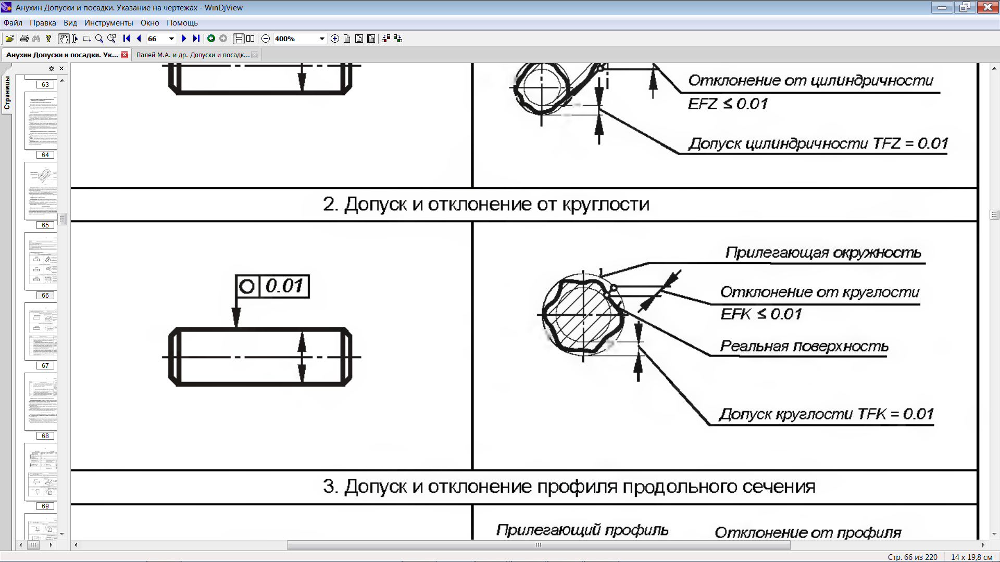 Анухин Допуски и посадки. Указание на чертежах - WinDjView
Файл Правка Вид Инструменты Окно Помощь
66
400%
Анухин Допуски и посадки. Ук...
Палей М.А. и др. Допуски и посадк...
Страницы
63
64
65
66
67
68
69
Отклонение от цилиндричности
EFZ ≤ 0.01
Допуск цилиндричности TFZ = 0.01
2. Допуск и отклонение от круглости
0.01
Прилегающая окружность
Отклонение от круглости
EFK ≤ 0.01
Реальная поверхность
Допуск круглости TFK = 0.01
3. Допуск и отклонение профиля продольного сечения
Прилегающий профиль
Отклонение от профиля
Стр. 66 из 220
14 x 19,8 см